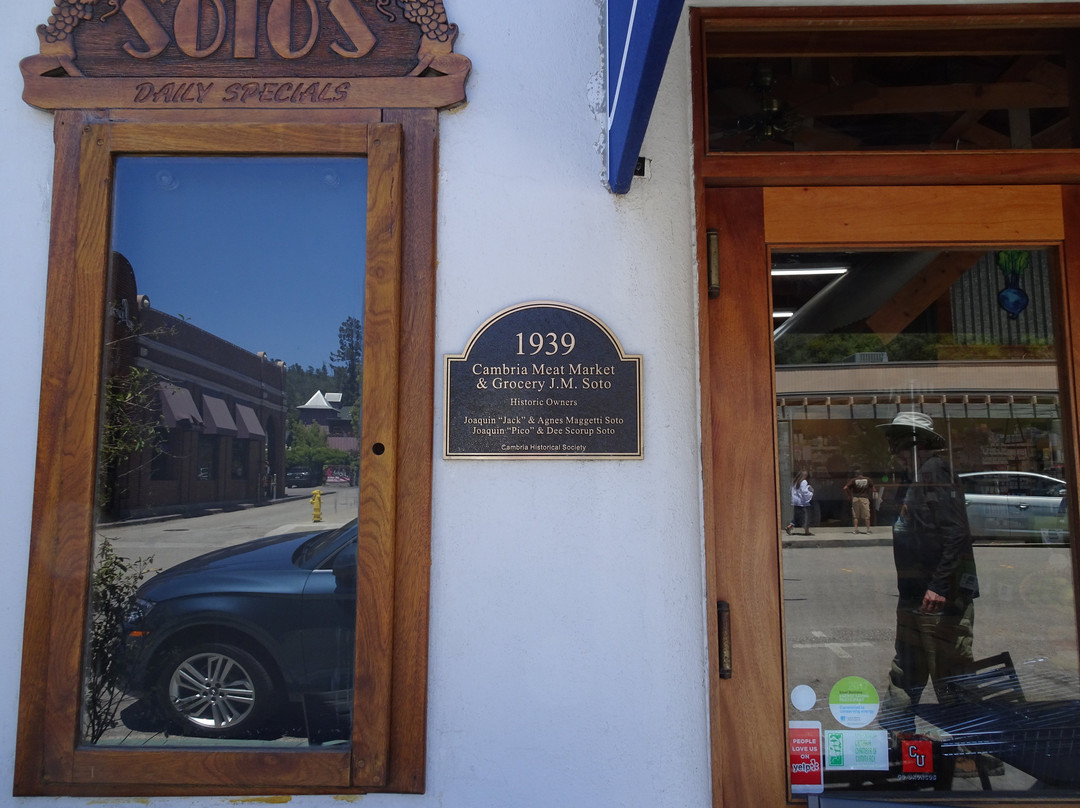 SOTOS
DAILY SPECIALS
1939
Cambria Meat Market
& Grocery J.M. Soto
Historic Owners
Joaquin "Jack" & Agnes Maggetti Soto
Joaquin "Pico" & Dee Scorup Soto
Cambria Historical Society
PEOPLE
LOVE US
ON
yelp
CU